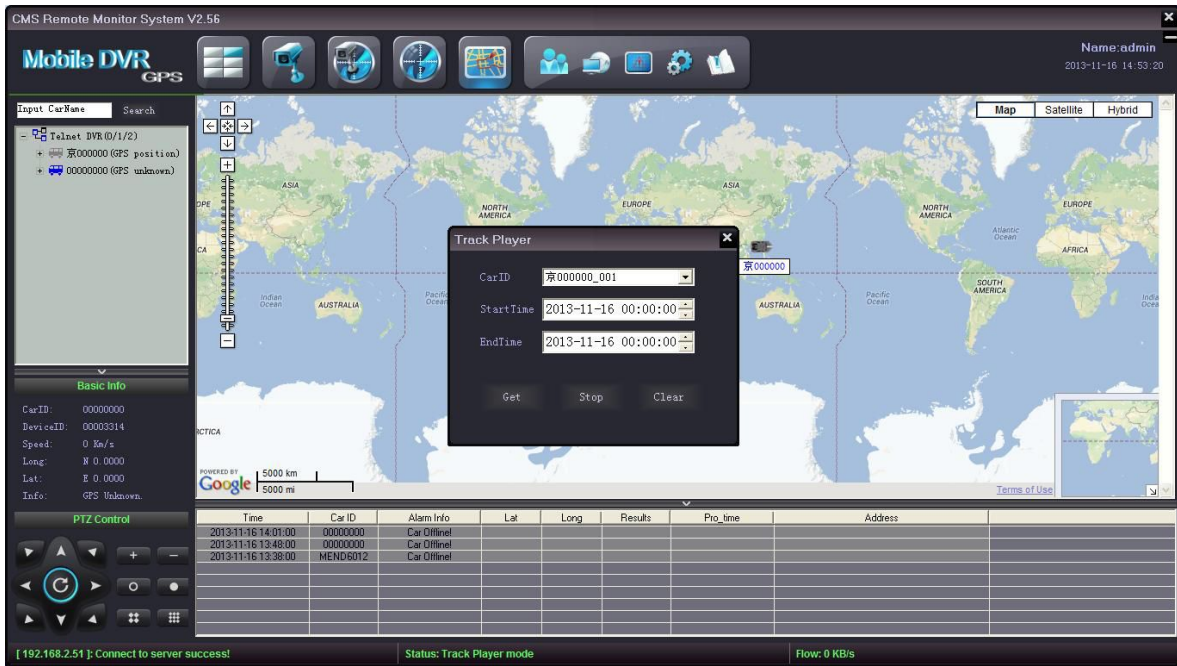 CMS Remote Monitor System V2.56
Mobile DVR
GPS
Name:admin
2013-11-16 14:53:20
Input CarName Search
Telnet DVR(0/1/2)
京000000(GPS position)
00000000(GPS unknown)
Map Satellite Hybrid
ASIA
NORTH
AMERICA
EUROPE
ASIA
NORTH
AMERICA
Atlantic
Ocean
EUROPE
AFRICA
OPE
CA
Indian
Ocean
AUSTRALIA
Pacific
Ocean
京000000
AUSTRALIA
Pacific
Ocean
SOUTH
AMERICA
India
Ocea
RCTICA
Track Player
CarID 京000000_001
StartTime 2013-11-16 00:00:00
EndTime 2013-11-16 00:00:00
Get Stop Clear
POWERED BY
Google
5000 km
5000 mi
Terms of Use
Basic Info
CarID: 00000000
DeviceID: 00003314
Speed: 0 Km/s
Long: N 0.0000
Lat: E 0.0000
Info: GPS Unknown.
PTZ Control
Time Car ID Alarm Info Lat Long Results Pro_time Address
2013-11-16 14:01:00 00000000 Car Offline!
2013-11-16 13:48:00 00000000 Car Offline!
2013-11-16 13:38:00 MEND6012 Car Offline!
[ 192.168.2.51 ]: Connect to server success! Status: Track Player mode Flow: 0 KB/s